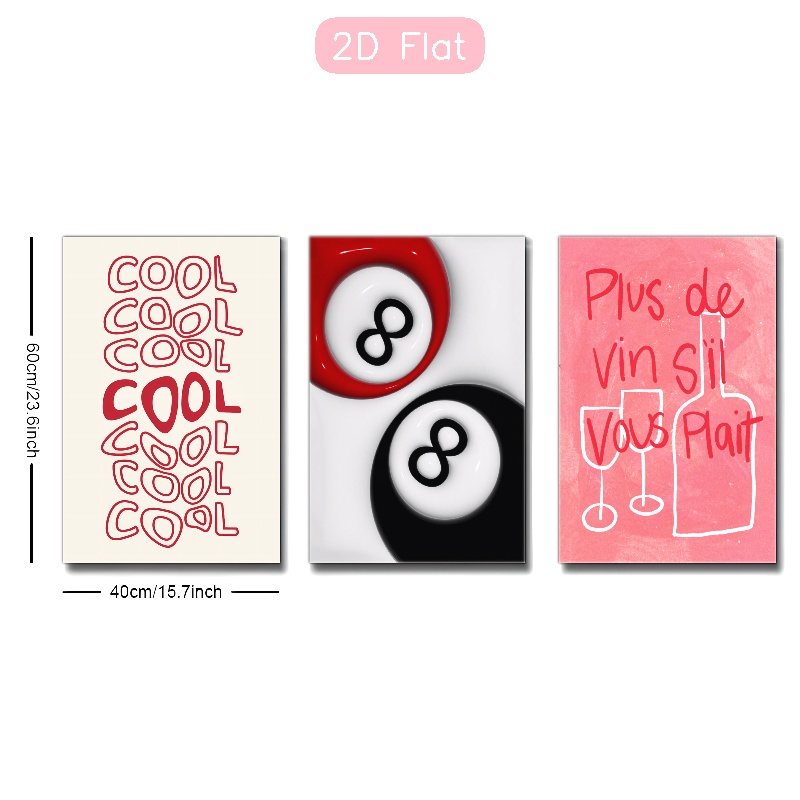 2D Flat
COOL
COOL
COOL
COOL
COOL
COOL
COOL
8
8
Plus de
vin s'il
Vous Plait
60cm/23.6inch
40cm/15.7inch